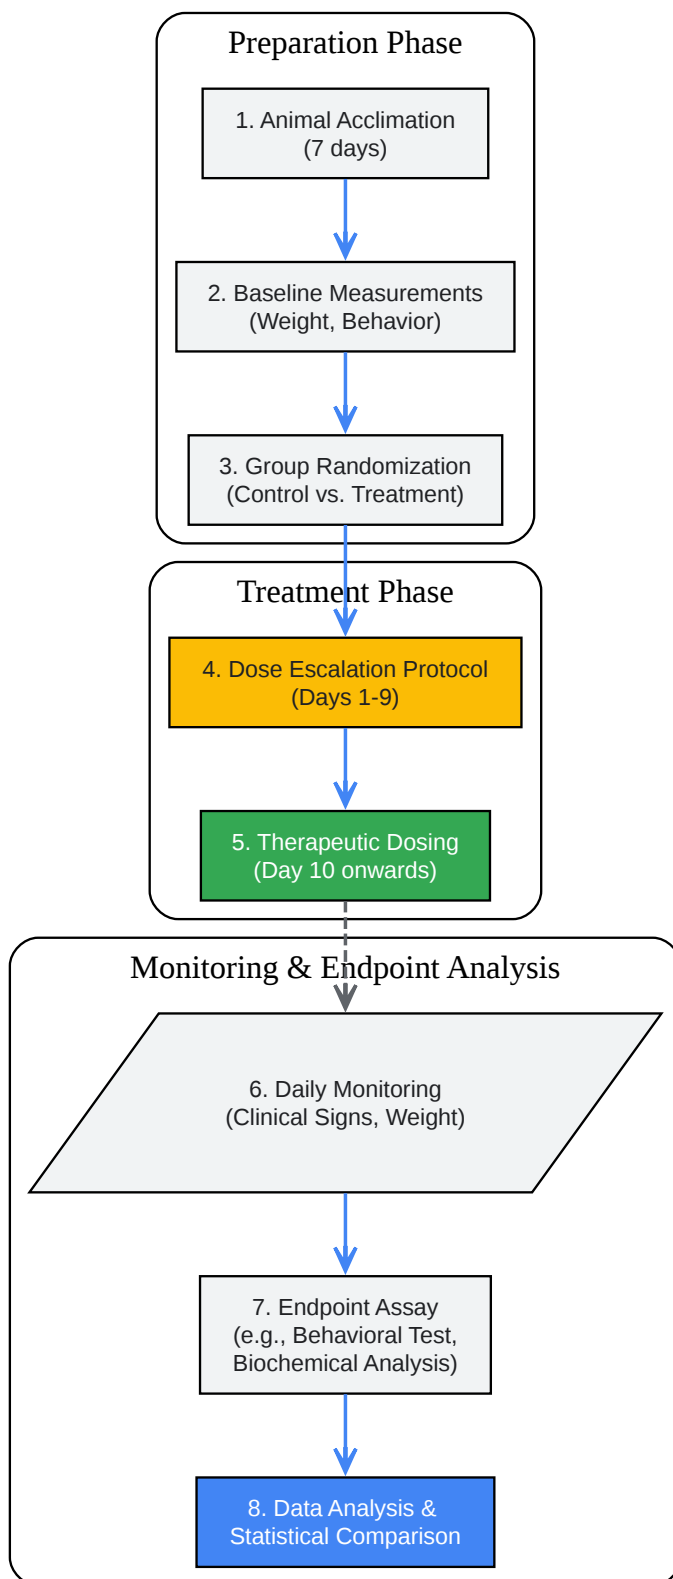 Preparation Phase
1. Animal Acclimation
(7 days)
2. Baseline Measurements
(Weight, Behavior)
3. Group Randomization
(Control vs. Treatment)
Treatment Phase
4. Dose Escalation Protocol
(Days 1-9)
5. Therapeutic Dosing
(Day 10 onwards)
Monitoring & Endpoint Analysis
6. Daily Monitoring
(Clinical Signs, Weight)
7. Endpoint Assay
(e.g., Behavioral Test,
Biochemical Analysis)
8. Data Analysis &
Statistical Comparison